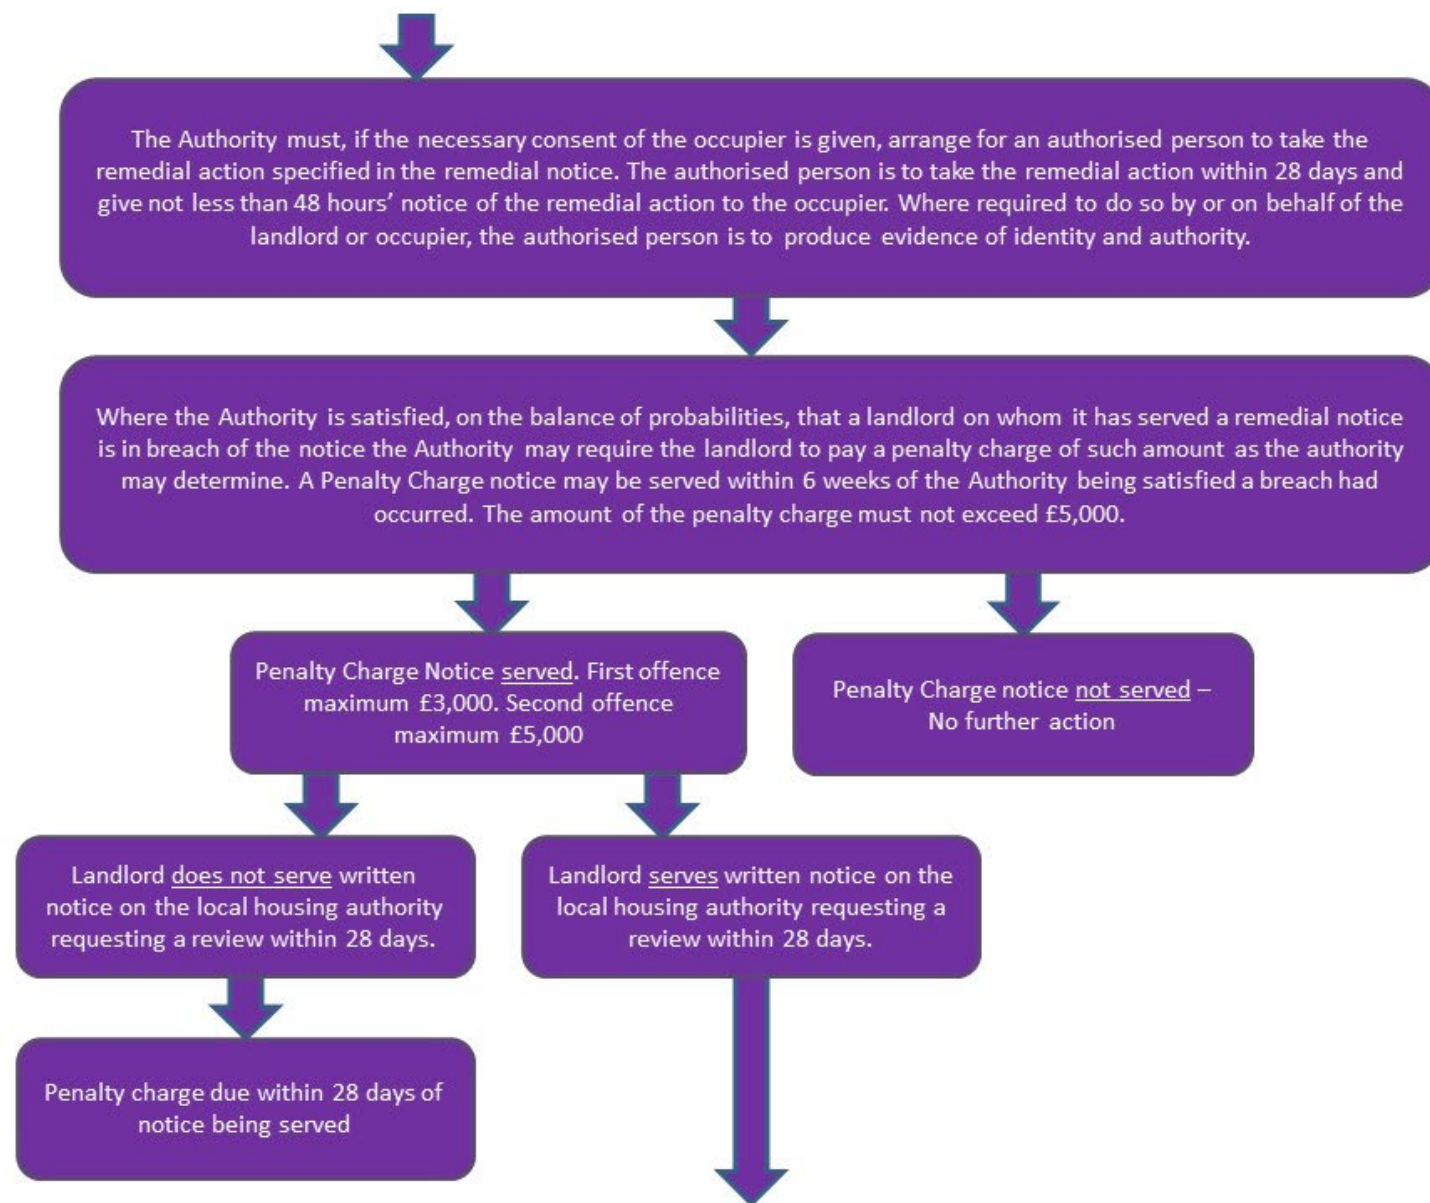 The Authority must, if the necessary consent of the occupier is given, arrange for an authorised person to take the
remedial action specified in the remedial notice. The authorised person is to take the remedial action within 28 days and
give not less than 48 hours’ notice of the remedial action to the occupier. Where required to do so by or on behalf of the
landlord or occupier, the authorised person is to produce evidence of identity and authority.
Where the Authority is satisfied, on the balance of probabilities, that a landlord on whom it has served a remedial notice
is in breach of the notice the Authority may require the landlord to pay a penalty charge of such amount as the authority
may determine. A Penalty Charge notice may be served within 6 weeks of the Authority being satisfied a breach had
occurred. The amount of the penalty charge must not exceed £5,000.
Penalty Charge Notice served. First offence
maximum £3,000. Second offence
maximum £5,000
Penalty Charge notice not served –
No further action
Landlord does not serve written
notice on the local housing authority
requesting a review within 28 days.
Landlord serves written notice on the
local housing authority requesting a
review within 28 days.
Penalty charge due within 28 days of
notice being served